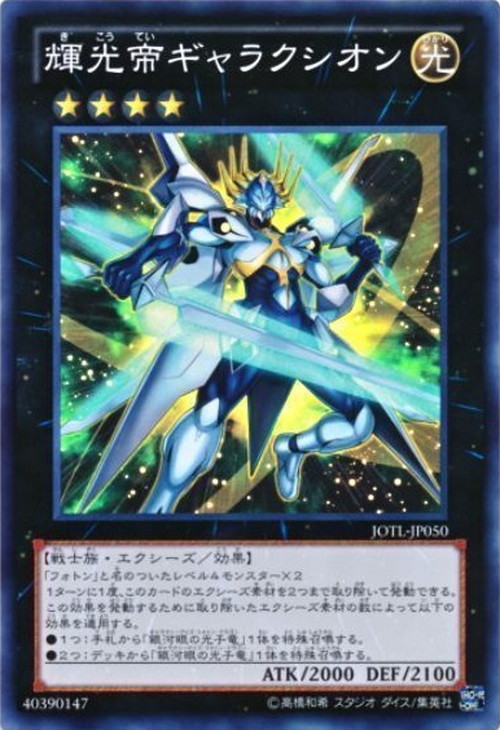 輝光帝ギャラクシオン
光
JOTL-JP050
【戦士族・エクシーズ/効果】
「フォトン」と名のついたレベル4モンスター×2
1ターンに1度、このカードのエクシーズ素材を2つまで取り除いて発動できる。
この効果を発動するために取り除いたエクシーズ素材の数によって以下の
効果を適用する。
●1つ:手札から「銀河眼の光子竜」1体を特殊召喚する。
●2つ:デッキから「銀河眼の光子竜」1体を特殊召喚する。
ATK/2000 DEF/2100
40390147
©高橋和希 スタジオ・ダイス/集英社